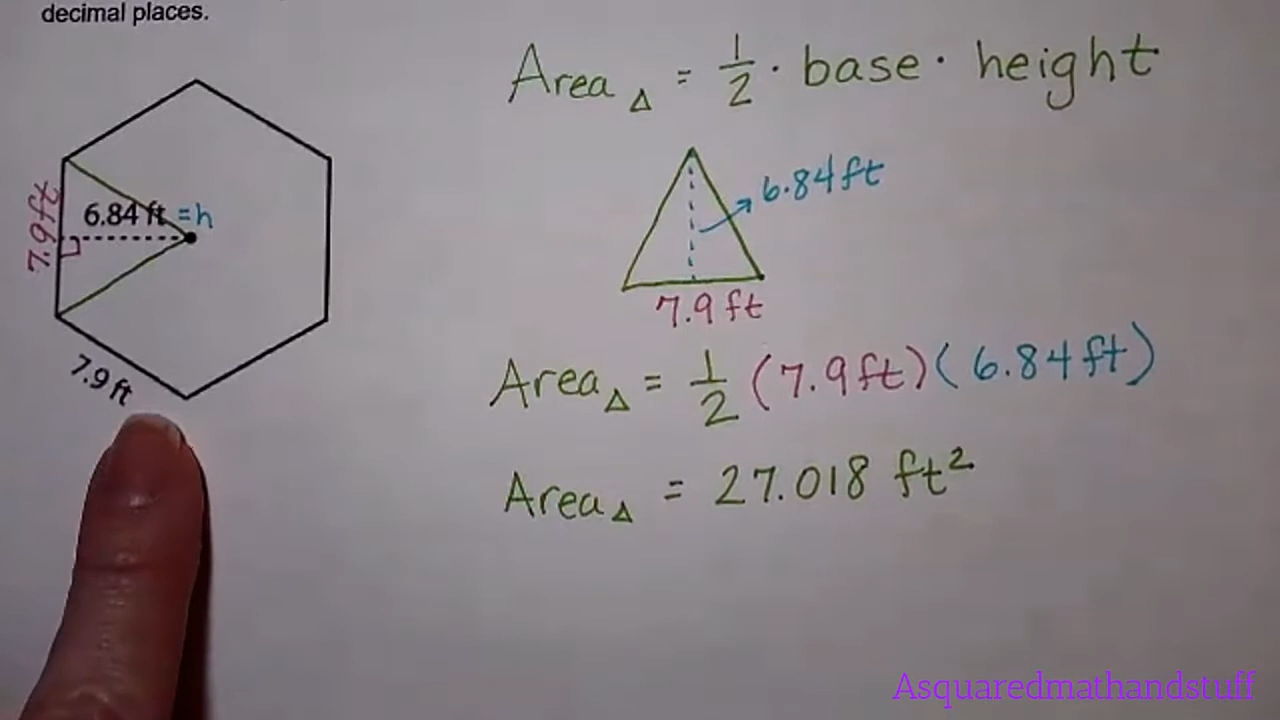 decimal places.
Area△ = 1/2 · base · height
7.9ft
6.84 ft =h
7.9 ft
6.84ft
7.9 ft
Area△ = 1/2 (7.9ft)(6.84ft)
Area△ = 27.018 ft²
Asquaredmathandstuff